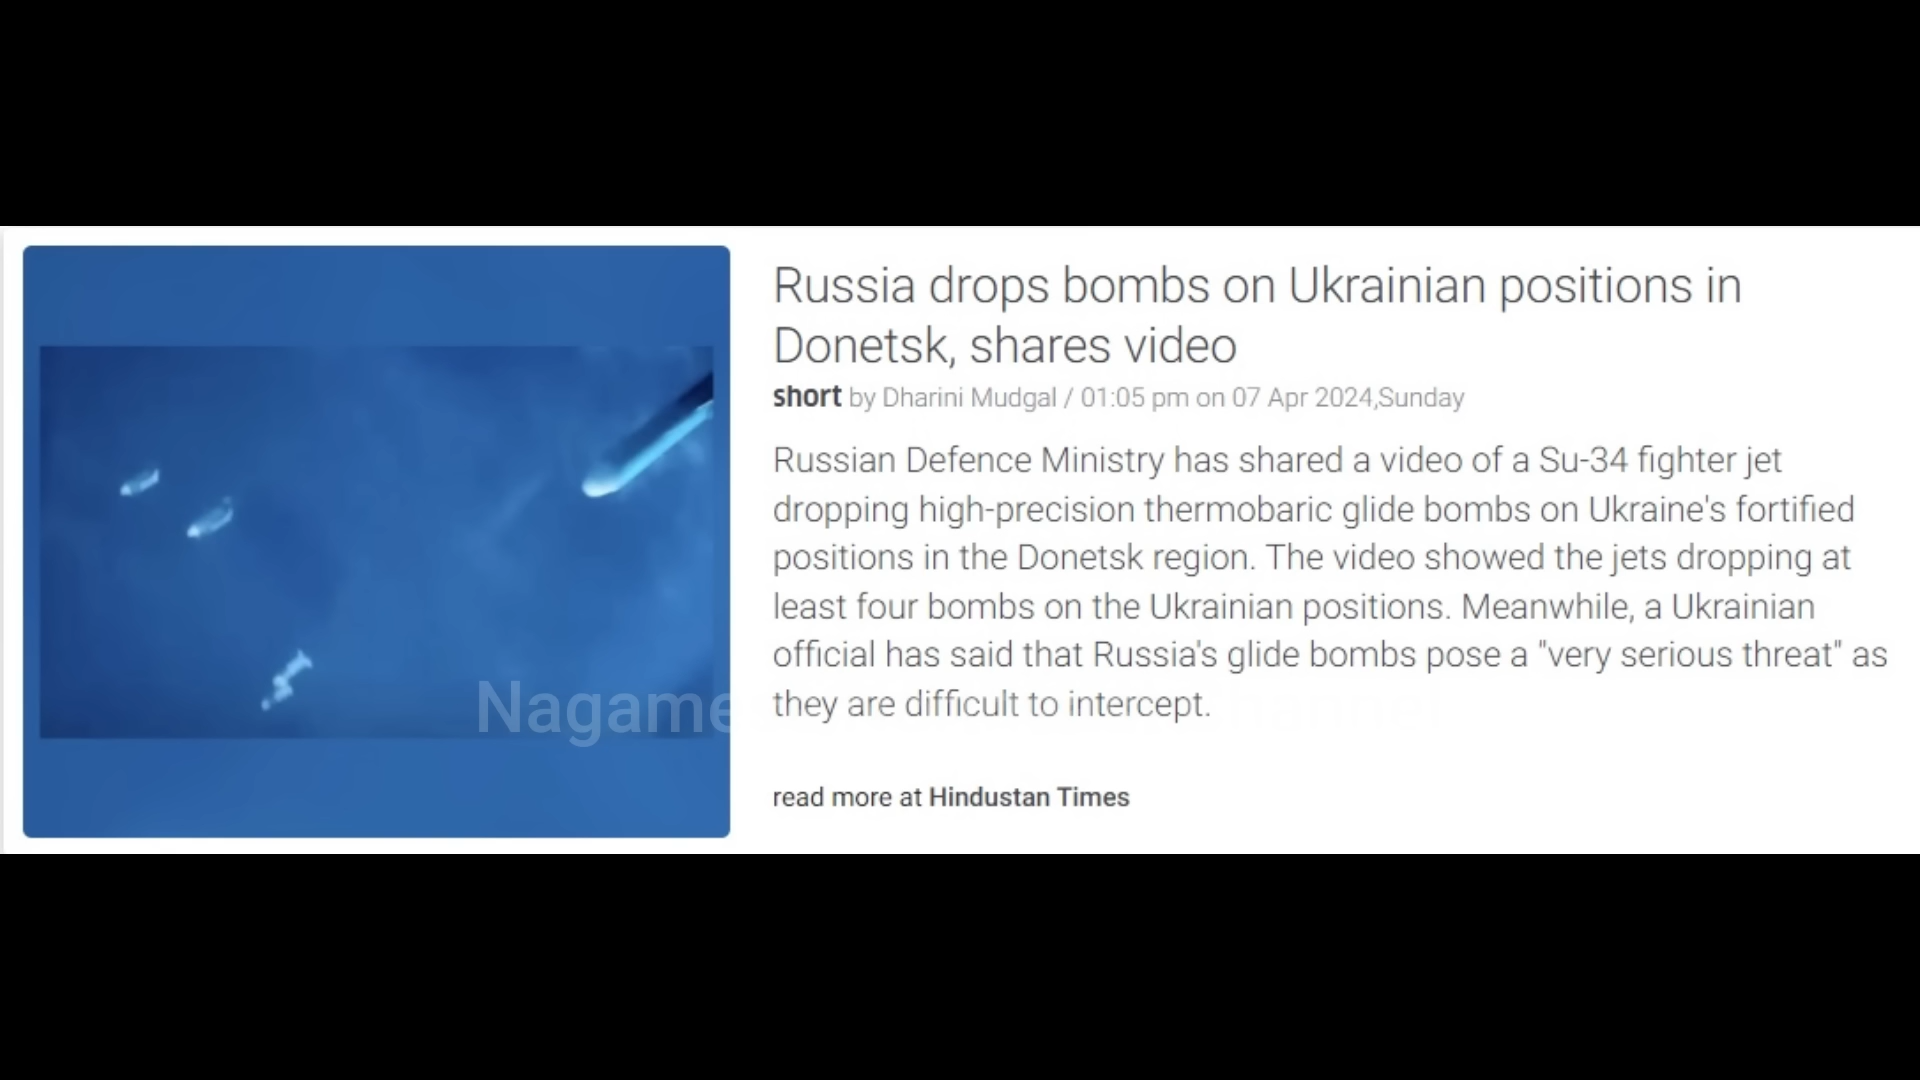 Russia drops bombs on Ukrainian positions in
Donetsk, shares video
short by Dharini Mudgal / 01:05 pm on 07 Apr 2024,Sunday
Russian Defence Ministry has shared a video of a Su-34 fighter jet
dropping high-precision thermobaric glide bombs on Ukraine's fortified
positions in the Donetsk region. The video showed the jets dropping at
least four bombs on the Ukrainian positions. Meanwhile, a Ukrainian
official has said that Russia's glide bombs pose a "very serious threat" as
they are difficult to intercept.
read more at Hindustan Times